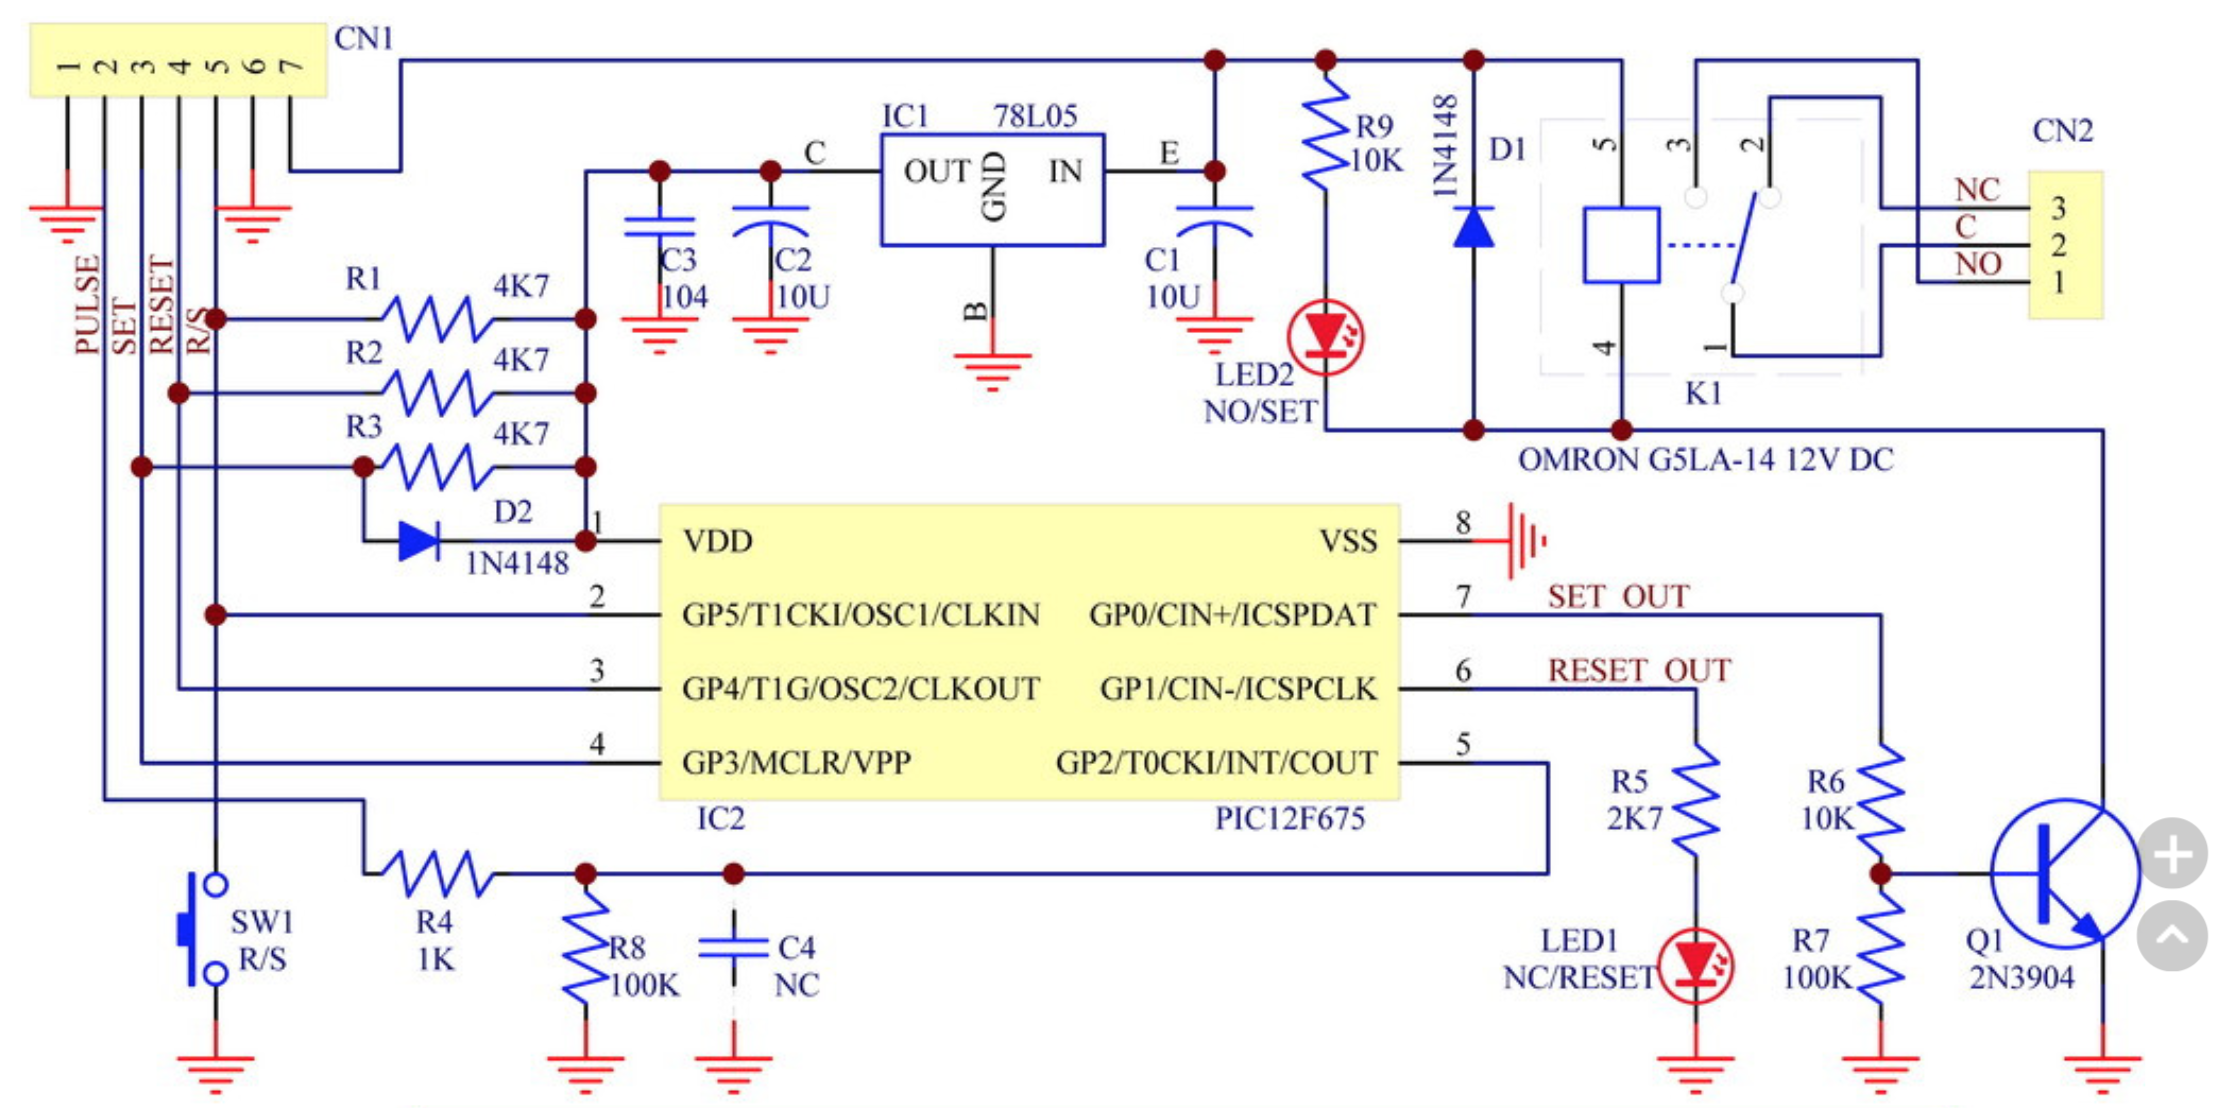 CN1
1 2 3 4 5 6 7
PULSE
SET
RESET
R/S
R1 4K7
R2 4K7
R3 4K7
D2
1N4148
C3
104
C2
10U
IC1 78L05
C OUT GND IN E
B
C1
10U
R9
10K
LED2
NO/SET
1N4148
D1
5 3 2
4 1
K1
OMRON G5LA-14 12V DC
CN2
NC 3
C 2
NO 1
1 VDD VSS 8
2 GP5/T1CKI/OSC1/CLKIN GP0/CIN+/ICSPDAT 7 SET OUT
3 GP4/T1G/OSC2/CLKOUT GP1/CIN-/ICSPCLK 6 RESET OUT
4 GP3/MCLR/VPP GP2/T0CKI/INT/COUT 5
IC2 PIC12F675
SW1
R/S
R4
1K
R8
100K
C4
NC
R5
2K7
R6
10K
LED1
NC/RESET
R7
100K
Q1
2N3904